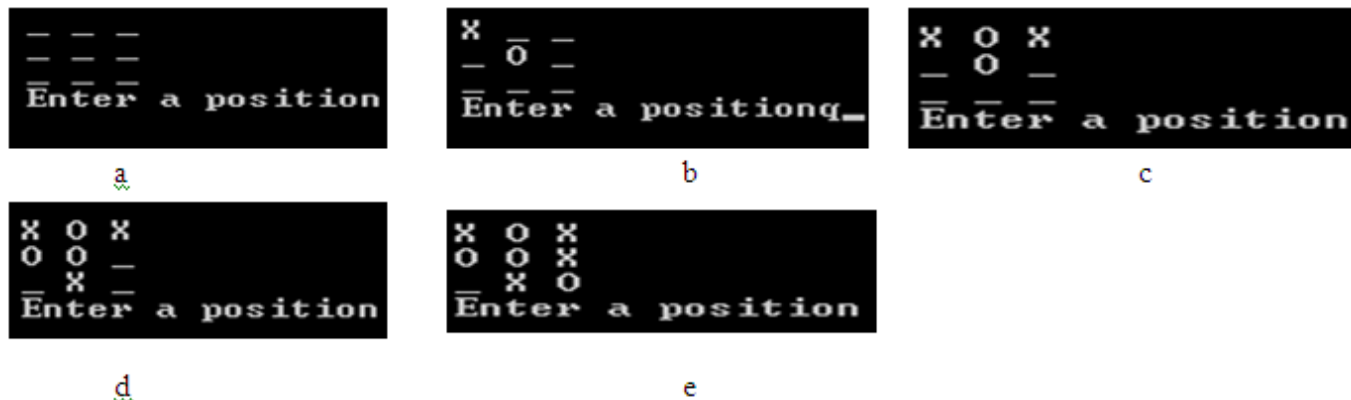 _ _ _
_ _ _
_ _ _
Enter a position
X _ _
_ O _
_ _ _
Enter a positionq_
X O X
_ O _
_ _ _
Enter a position
a
b
c
X O X
O O _
_ X _
Enter a position
X O X
O O X
_ X O
Enter a position
d
e